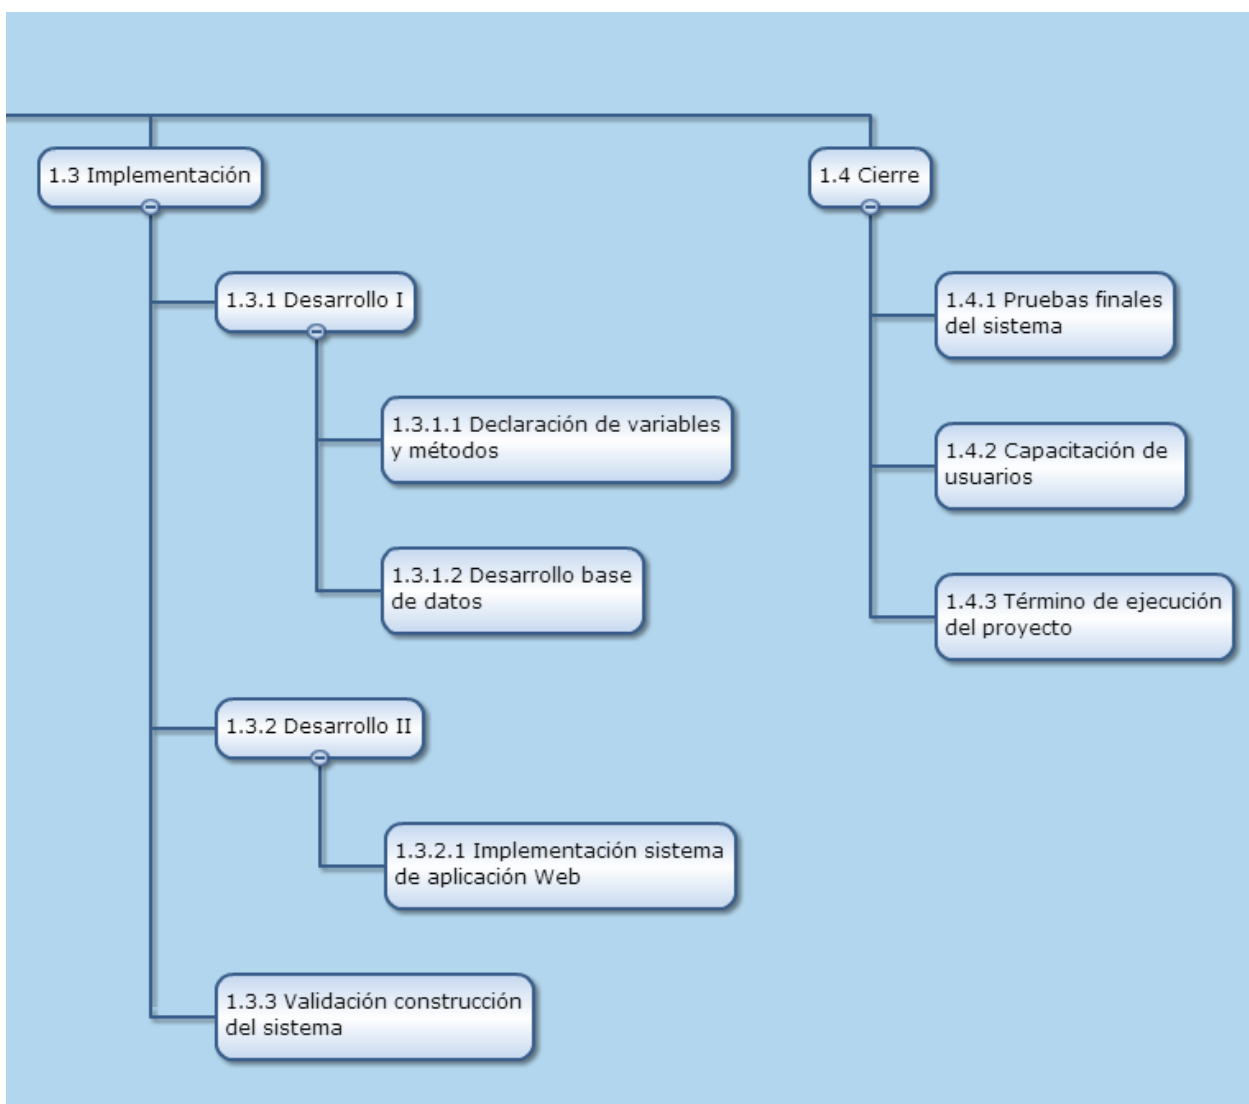 1.3 Implementación
1.4 Cierre
1.3.1 Desarrollo I
1.3.1.1 Declaración de variables
y métodos
1.3.1.2 Desarrollo base
de datos
1.3.2 Desarrollo II
1.3.2.1 Implementación sistema
de aplicación Web
1.3.3 Validación construcción
del sistema
1.4.1 Pruebas finales
del sistema
1.4.2 Capacitación de
usuarios
1.4.3 Término de ejecución
del proyecto